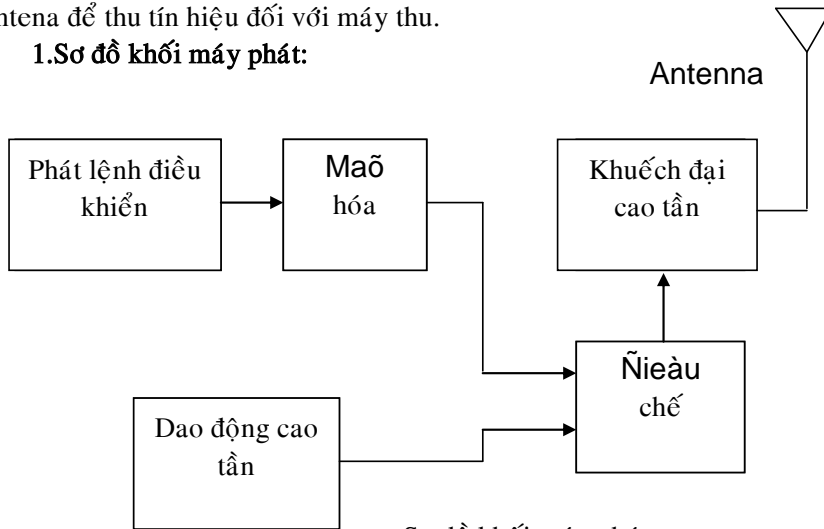 ntena để thu tín hiệu đối với máy thu.
1.Sơ đồ khối máy phát:
Antenna
Phát lệnh điều
khiển
Maõ
hóa
Khuếch đại
cao tần
Ñieàu
chế
Dao động cao
tần